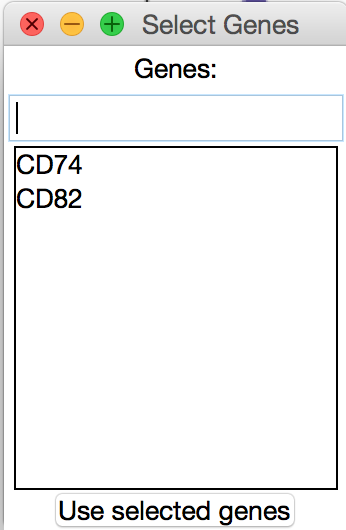 Select Genes
Genes:
CD74
CD82
Use selected genes